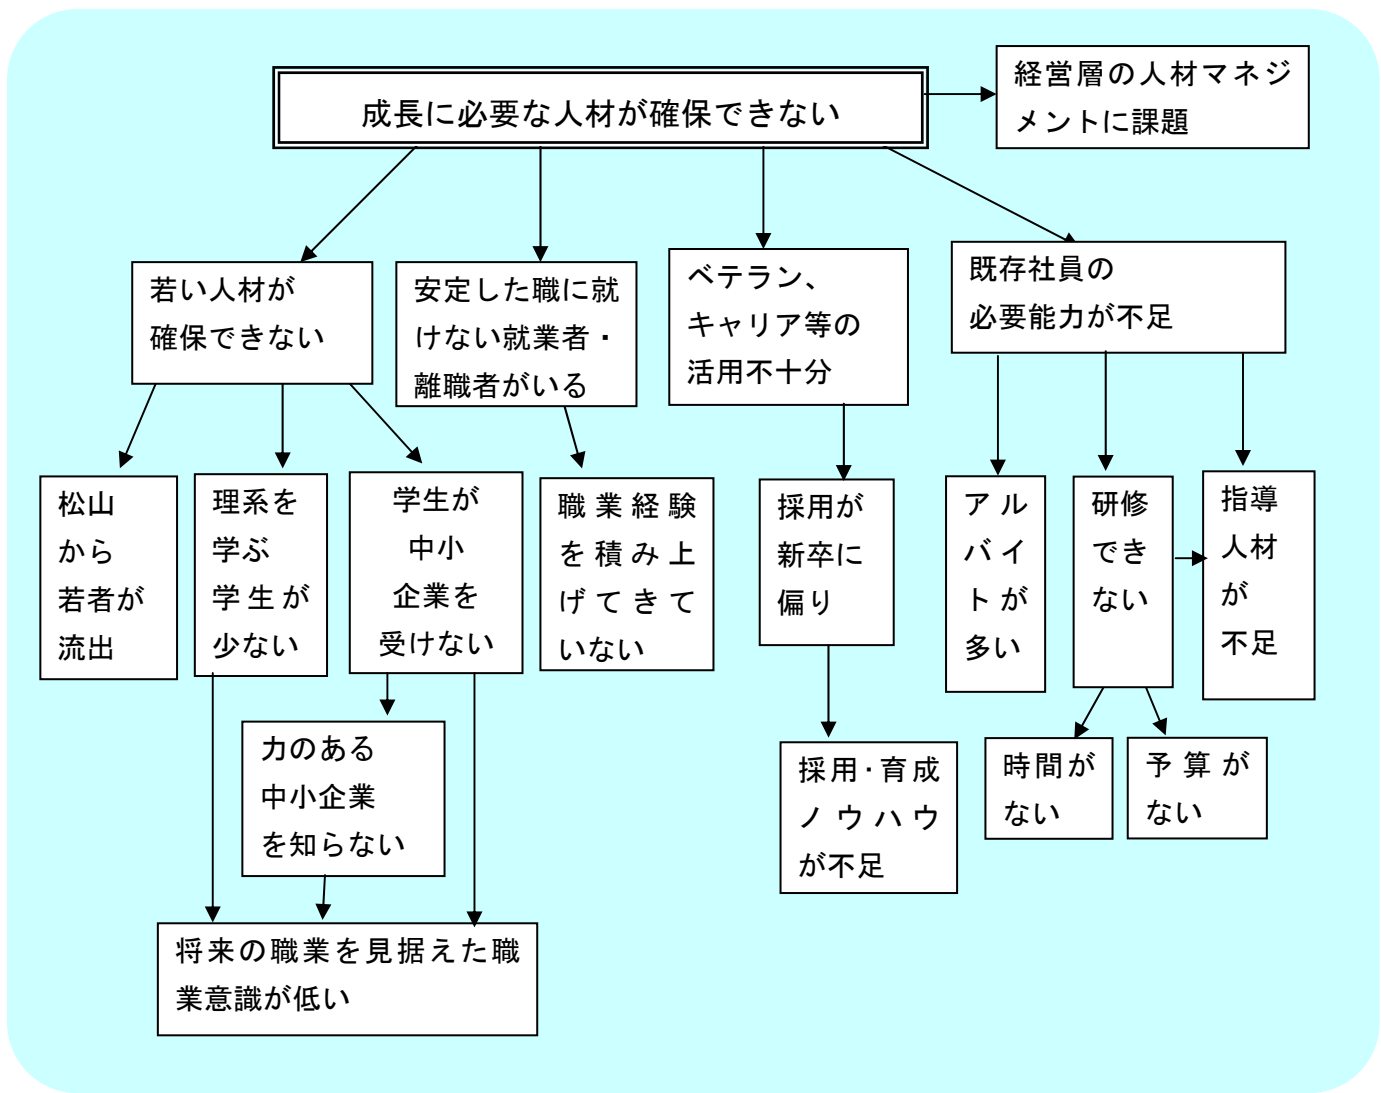 成長に必要な人材が確保できない
経営層の人材マネジ
メントに課題
若い人材が
確保できない
安定した職に就
けない就業者・
離職者がいる
ベテラン、
キャリア等の
活用不十分
既存社員の
必要能力が不足
松山
から
若者が
流出
理系を
学ぶ
学生が
少ない
学生が
中小
企業を
受けない
職業経験
を積み上
げてきて
いない
採用が
新卒に
偏り
アル
バイ
トが
多い
研修
でき
ない
指導
人材
が
不足
力のある
中小企業
を知らない
採用・育成
ノウハウ
が不足
時間が
ない
予算が
ない
将来の職業を見据えた職
業意識が低い